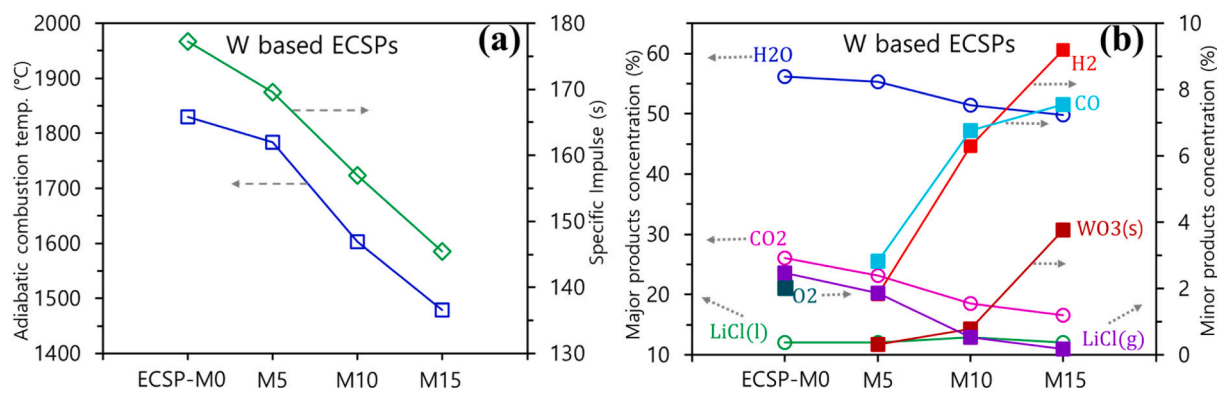 2000
1900
1800
1700
1600
1500
1400
Adiabatic combustion temp. (°C)
W based ECSPs
(a)
180
170
160
150
140
130
Specific Impulse (s)
ECSP-M0 M5 M10 M15
60
50
40
30
20
10
Major products concentration (%)
W based ECSPs
(b)
H2O
H2
CO
CO2
WO3(s)
O2
LiCl(l)
LiCl(g)
10
8
6
4
2
0
Minor products concentration (%)
ECSP-M0 M5 M10 M15